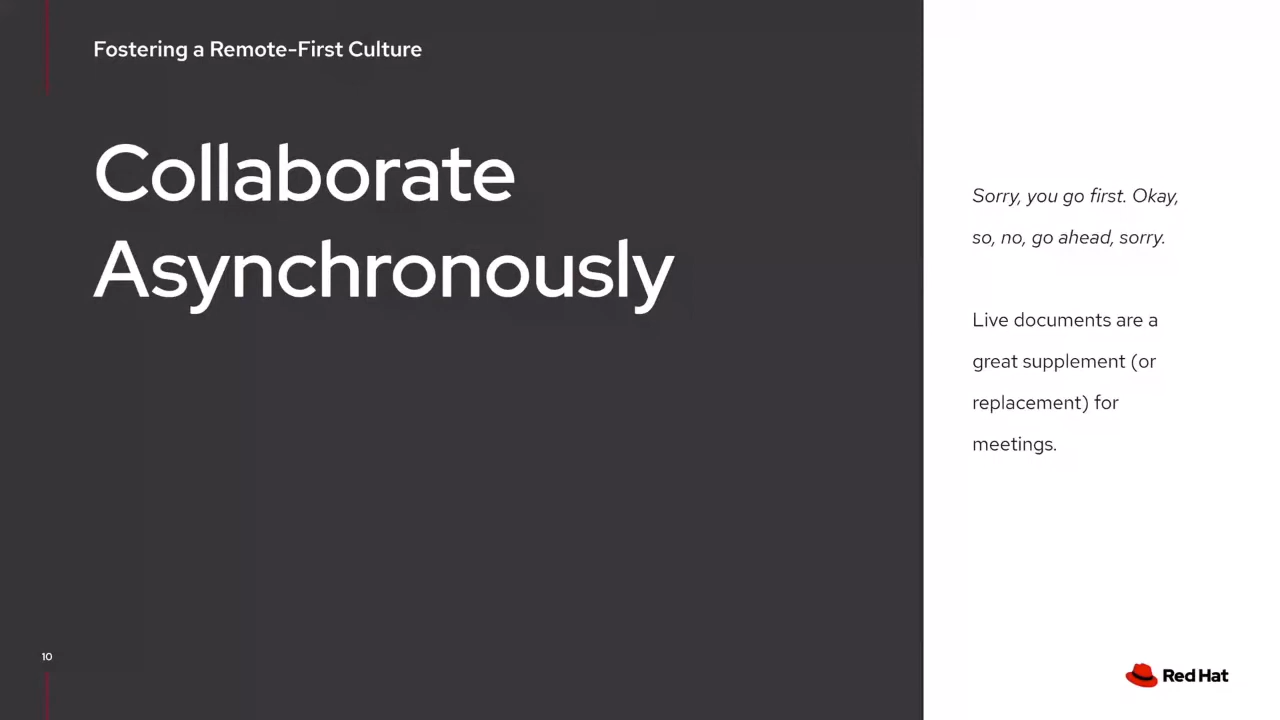 Fostering a Remote-First Culture
Collaborate
Asynchronously
Sorry, you go first. Okay,
so, no, go ahead, sorry.
Live documents are a
great supplement (or
replacement) for
meetings.
10
Red Hat